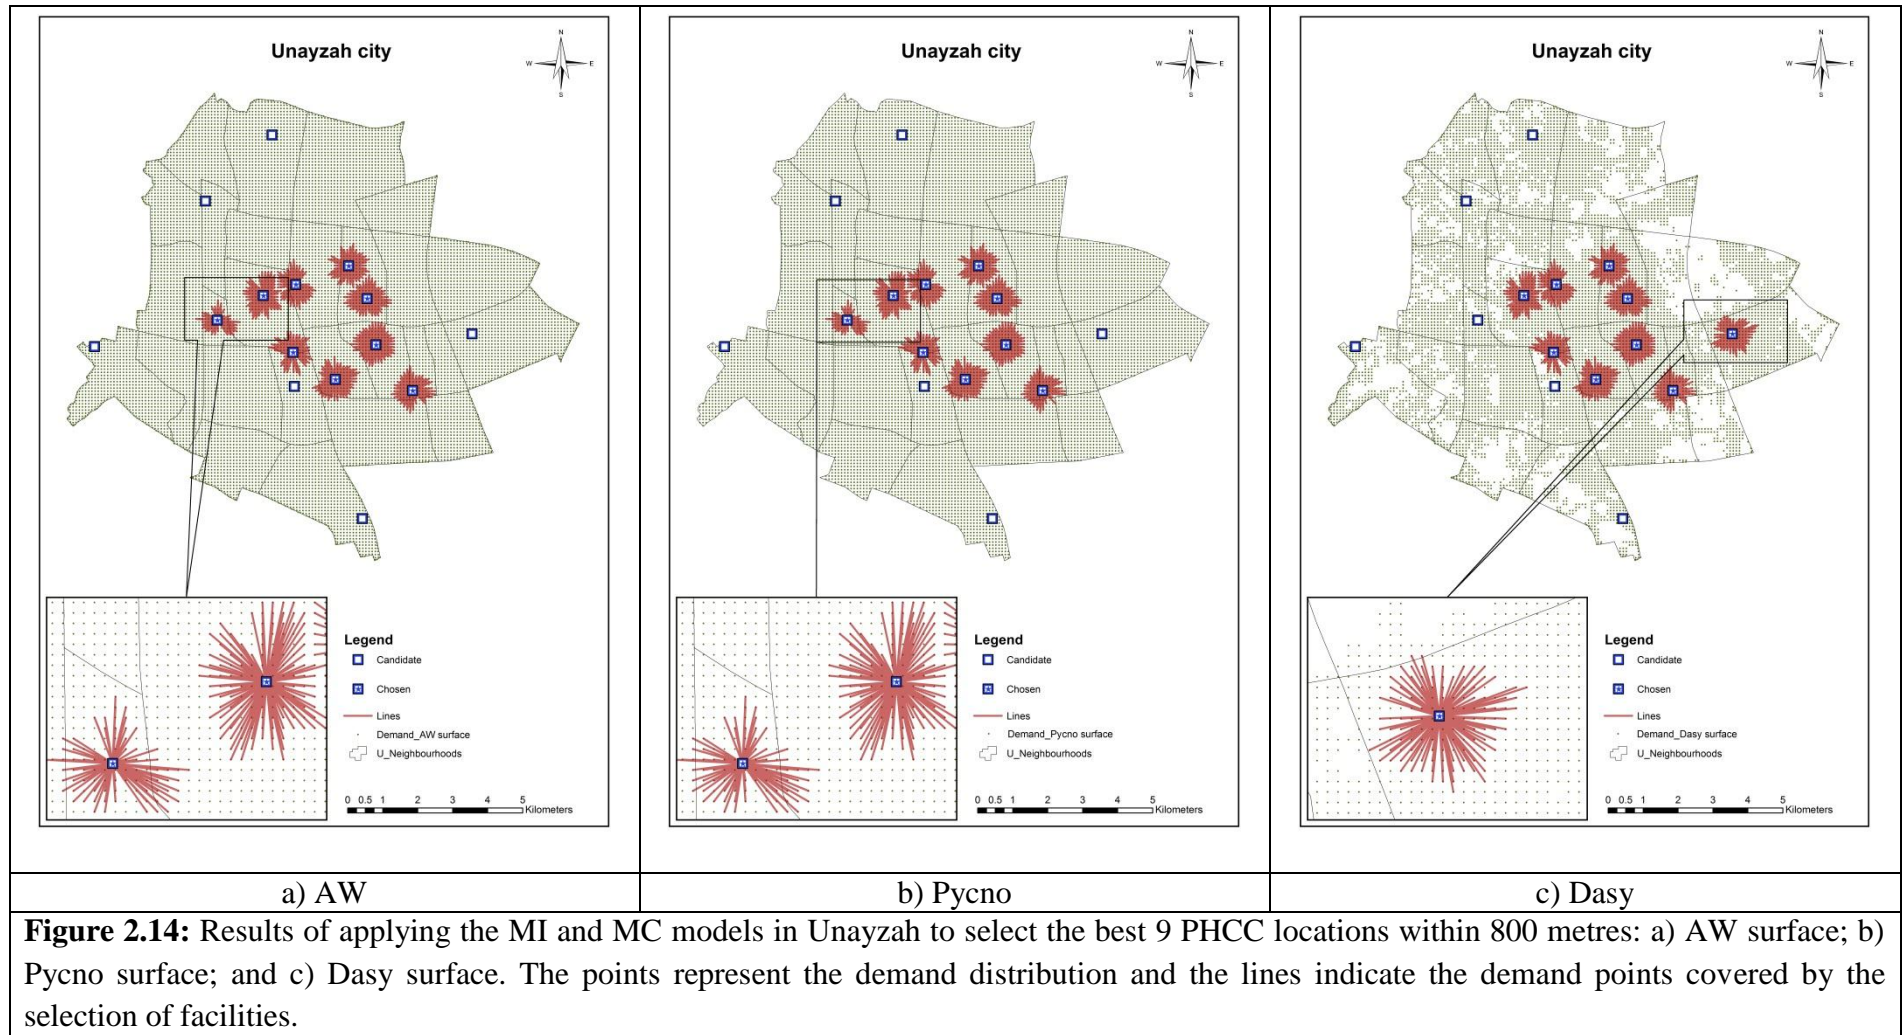 Unayzah city
N
W
E
S
Legend
Candidate
Chosen
Lines
Demand_AW surface
U_Neighbourhoods
0 0.5 1 2 3 4 5
Kilometers
Unayzah city
N
W
E
S
Legend
Candidate
Chosen
Lines
Demand_Pycno surface
U_Neighbourhoods
0 0.5 1 2 3 4 5
Kilometers
Unayzah city
N
W
E
S
Legend
Candidate
Chosen
Lines
Demand_Dasy surface
U_Neighbourhoods
0 0.5 1 2 3 4 5
Kilometers
a) AW
b) Pycno
c) Dasy
Figure 2.14: Results of applying the MI and MC models in Unayzah to select the best 9 PHCC locations within 800 metres: a) AW surface; b)
Pycno surface; and c) Dasy surface. The points represent the demand distribution and the lines indicate the demand points covered by the
selection of facilities.